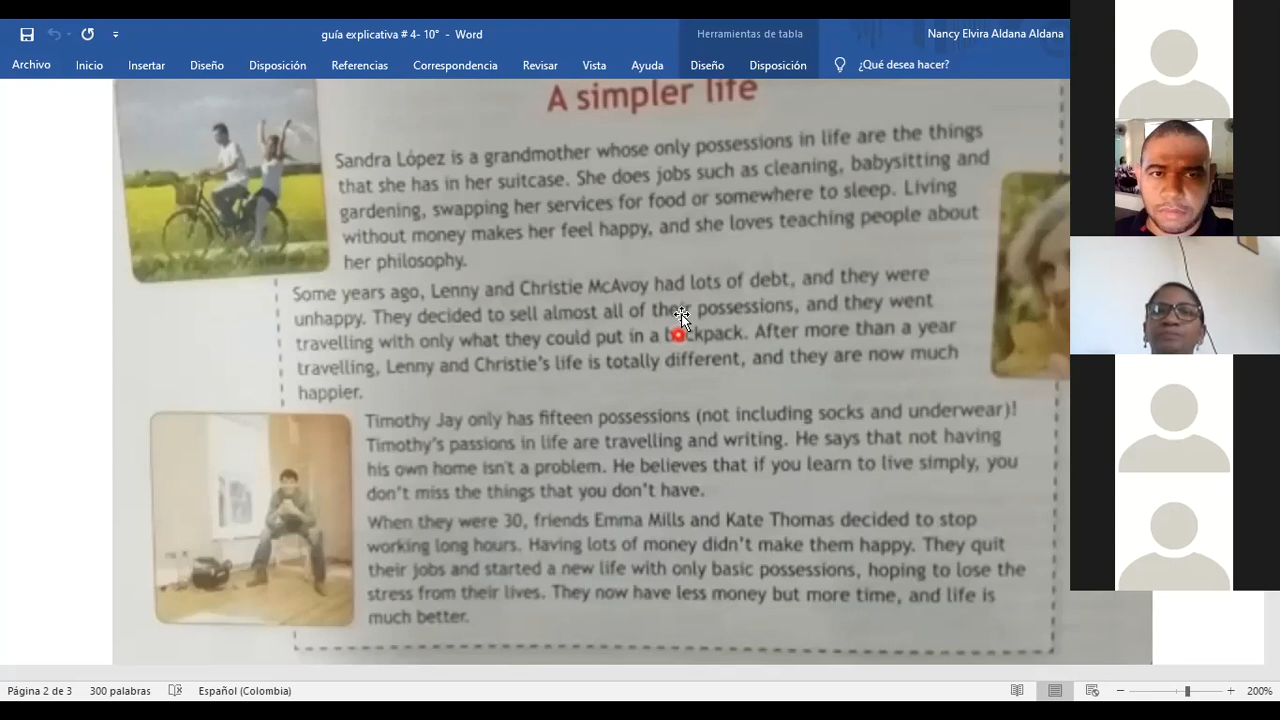 guía explicativa # 4- 10° - Word
Herramientas de tabla
Nancy Elvira Aldana Aldana
Archivo Inicio Insertar Diseño Disposición Referencias Correspondencia Revisar Vista Ayuda Diseño Disposición ¿Qué desea hacer?
A simpler life
Sandra López is a grandmother whose only possessions in life are the things
that she has in her suitcase. She does jobs such as cleaning, babysitting and
gardening, swapping her services for food or somewhere to sleep. Living
without money makes her feel happy, and she loves teaching people about
her philosophy.
Some years ago, Lenny and Christie McAvoy had lots of debt, and they were
unhappy. They decided to sell almost all of their possessions, and they went
travelling with only what they could put in a backpack. After more than a year
travelling, Lenny and Christie's life is totally different, and they are now much
happier.
Timothy Jay only has fifteen possessions (not including socks and underwear)!
Timothy's passions in life are travelling and writing. He says that not having
his own home isn't a problem. He believes that if you learn to live simply, you
don't miss the things that you don't have.
When they were 30, friends Emma Mills and Kate Thomas decided to stop
working long hours. Having lots of money didn't make them happy. They quit
their jobs and started a new life with only basic possessions, hoping to lose the
stress from their lives. They now have less money but more time, and life is
much better.
Página 2 de 3 300 palabras Español (Colombia) 200%